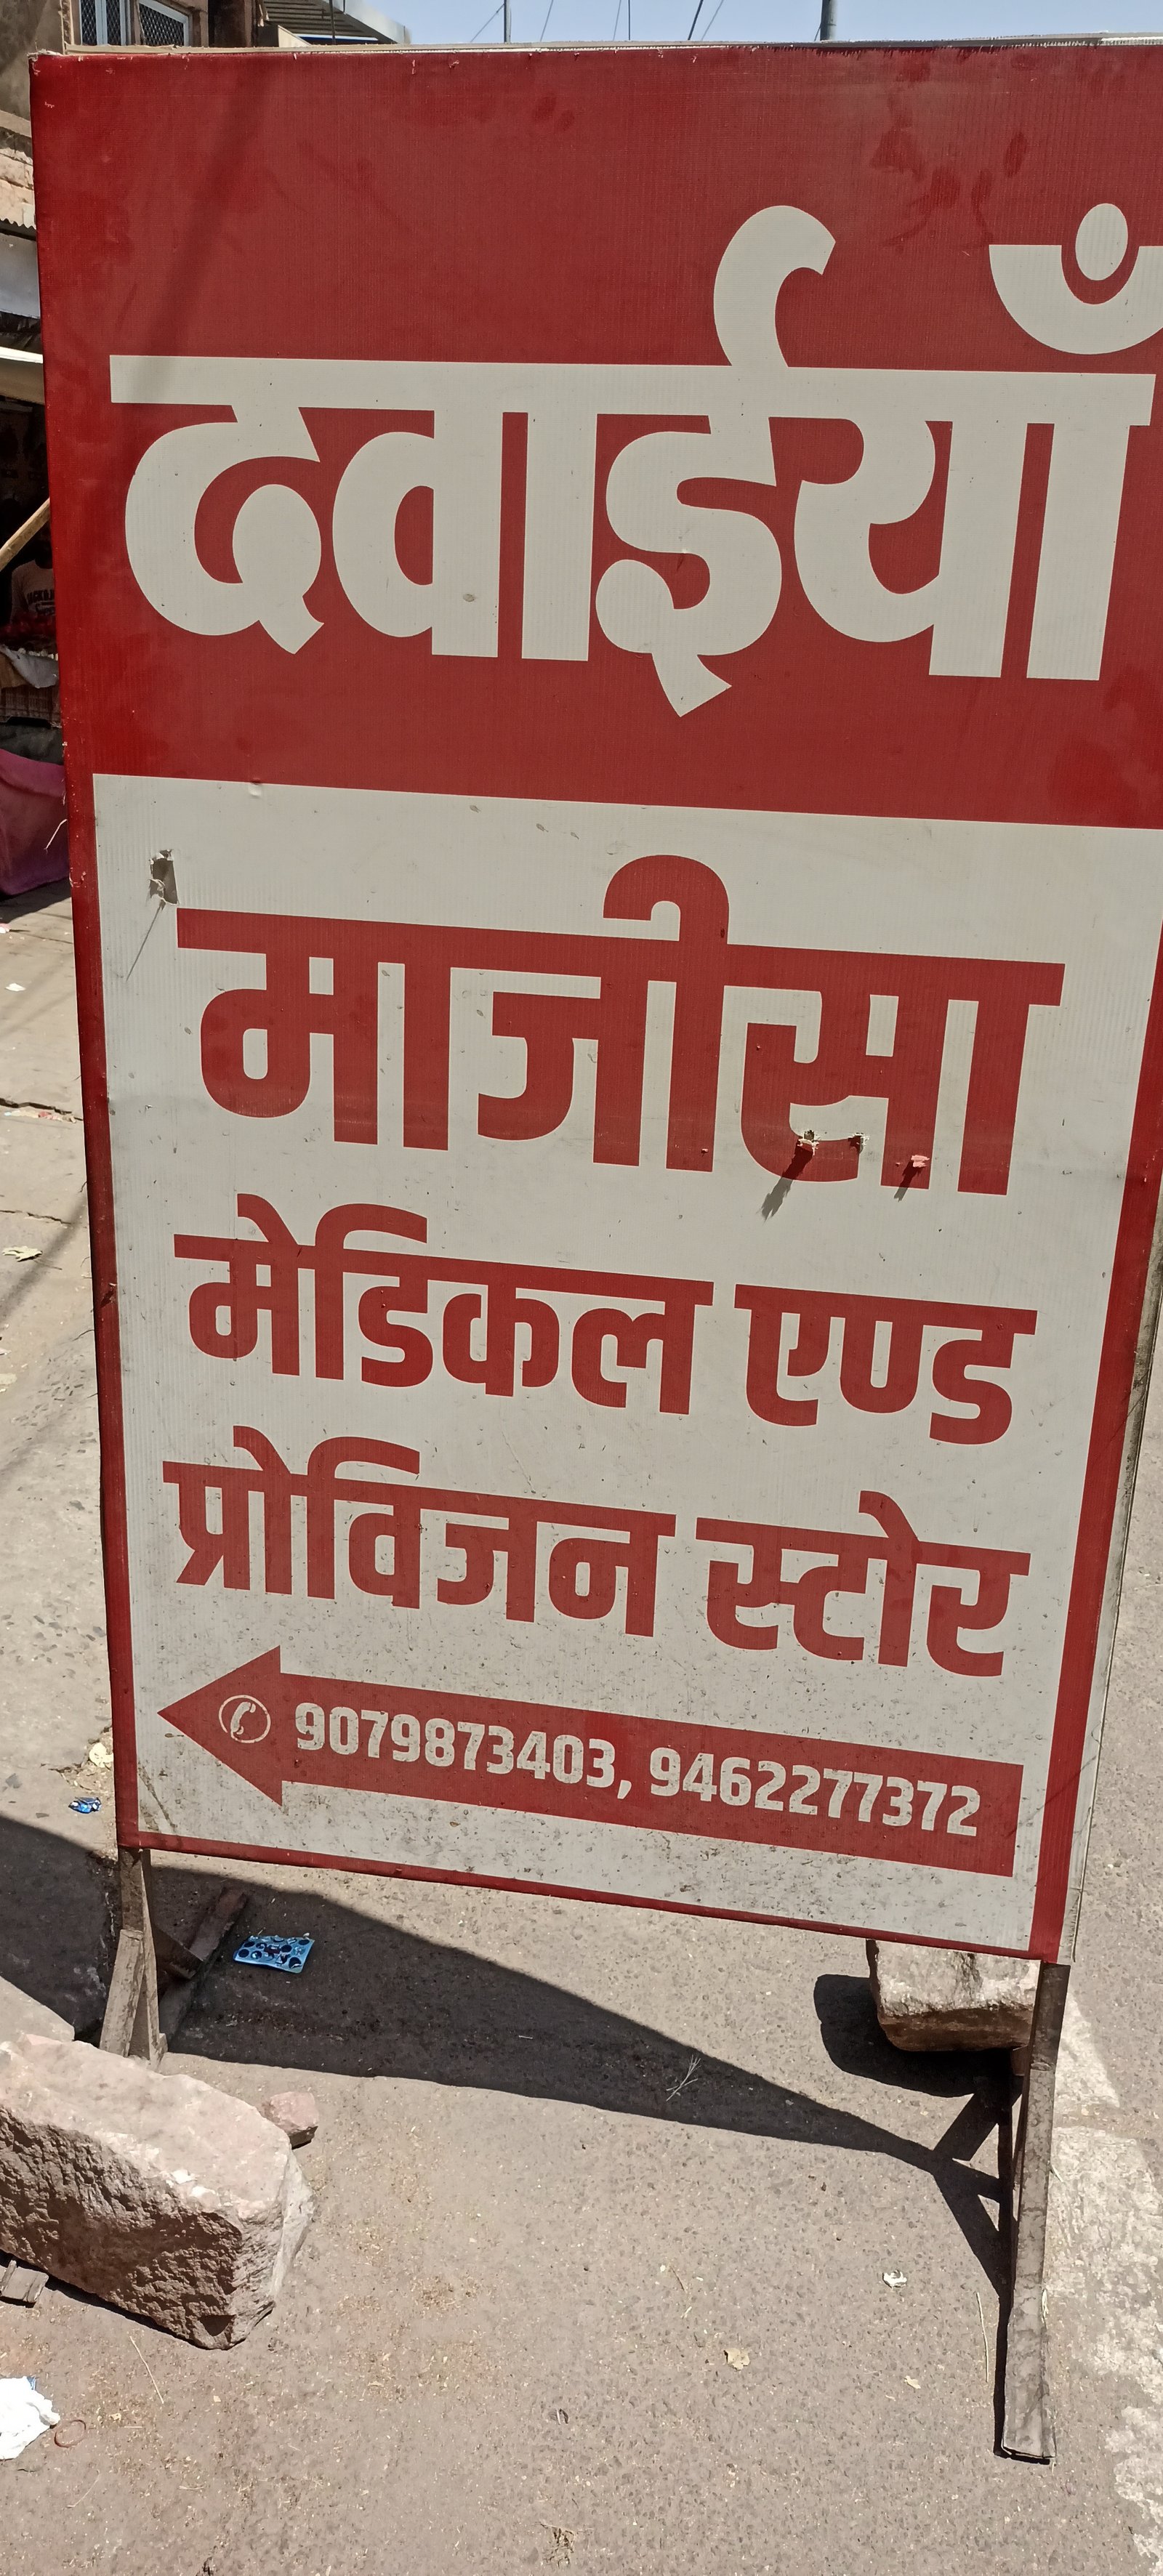 दवाईयाँ
माजीसा
मेडिकल एण्ड
प्रोविजन स्टोर
9079873403, 9462277372